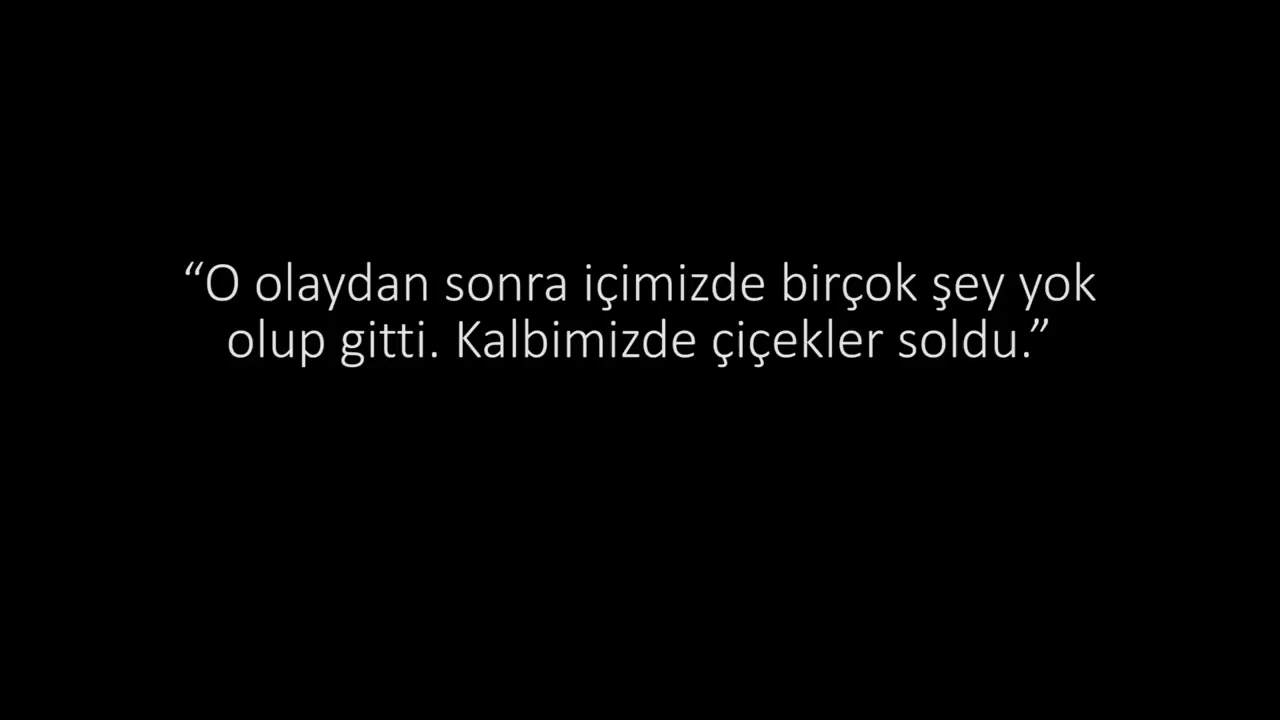 “O olaydan sonra içimizde birçok şey yok
olup gitti. Kalbimizde çiçekler soldu.”